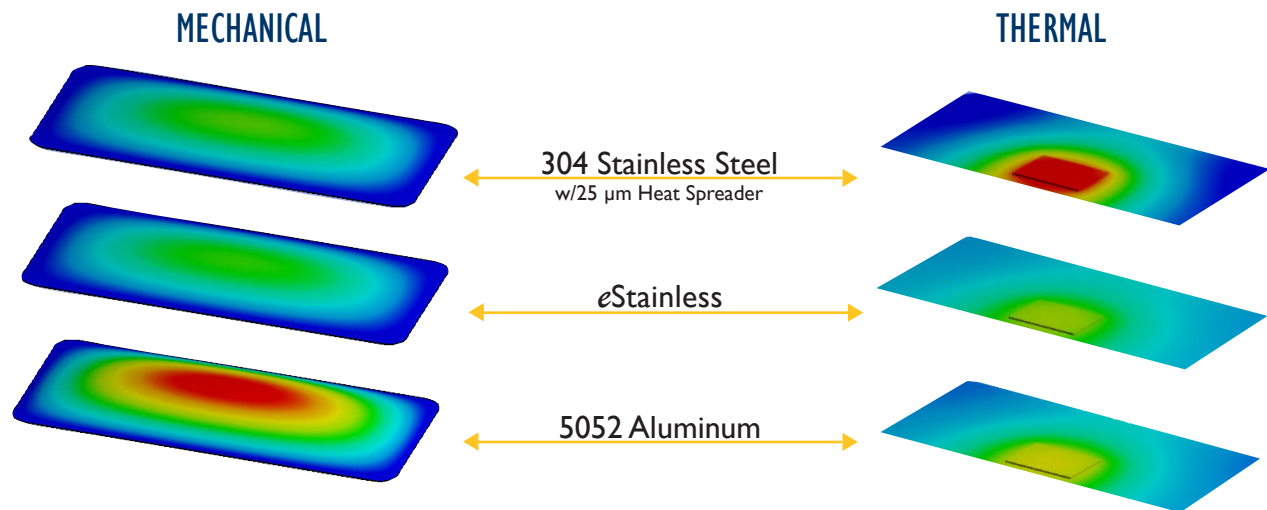 MECHANICAL
THERMAL
304 Stainless Steel
w/25 µm Heat Spreader
eStainless
5052 Aluminum